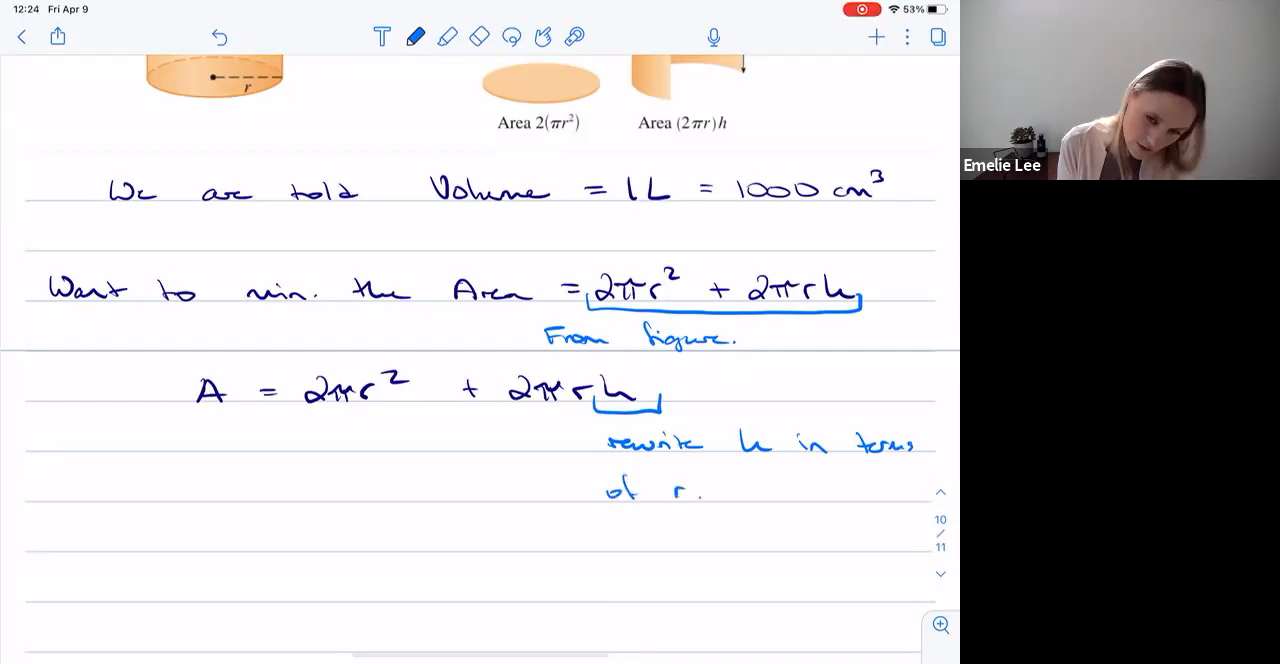 12:24 Fri Apr 9
53%
r
Area 2(πr²)
Area (2πr)h
Emelie Lee
We are told Volume = 1L = 1000 cm³
Want to min. the Area = 2πr² + 2πrh
From figure.
A = 2πr² + 2πrh
rewrite h in terms
of r.
10
/
11